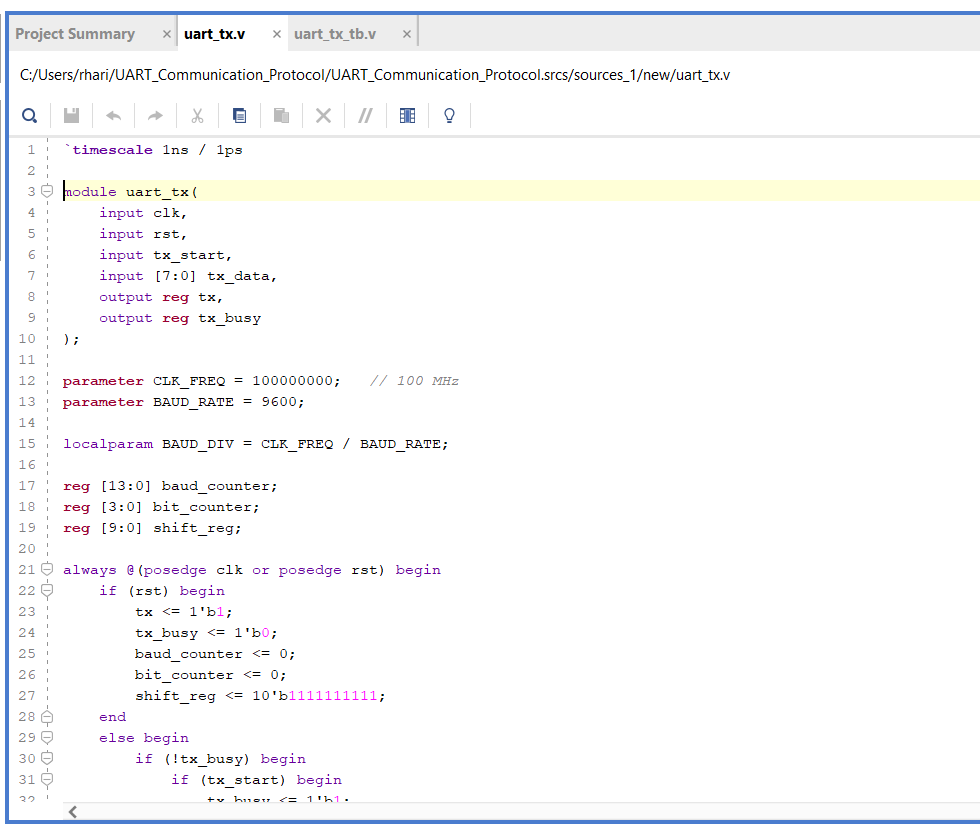 Project Summary × uart_tx.v × uart_tx_tb.v ×
C:/Users/rhari/UART_Communication_Protocol/UART_Communication_Protocol.srcs/sources_1/new/uart_tx.v
1 `timescale 1ns / 1ps
2
3 module uart_tx(
4     input clk,
5     input rst,
6     input tx_start,
7     input [7:0] tx_data,
8     output reg tx,
9     output reg tx_busy
10 );
11
12 parameter CLK_FREQ = 100000000;   // 100 MHz
13 parameter BAUD_RATE = 9600;
14
15 localparam BAUD_DIV = CLK_FREQ / BAUD_RATE;
16
17 reg [13:0] baud_counter;
18 reg [3:0] bit_counter;
19 reg [9:0] shift_reg;
20
21 always @(posedge clk or posedge rst) begin
22     if (rst) begin
23         tx <= 1'b1;
24         tx_busy <= 1'b0;
25         baud_counter <= 0;
26         bit_counter <= 0;
27         shift_reg <= 10'b1111111111;
28     end
29     else begin
30         if (!tx_busy) begin
31             if (tx_start) begin
32                 tx_busy <= 1'b1;